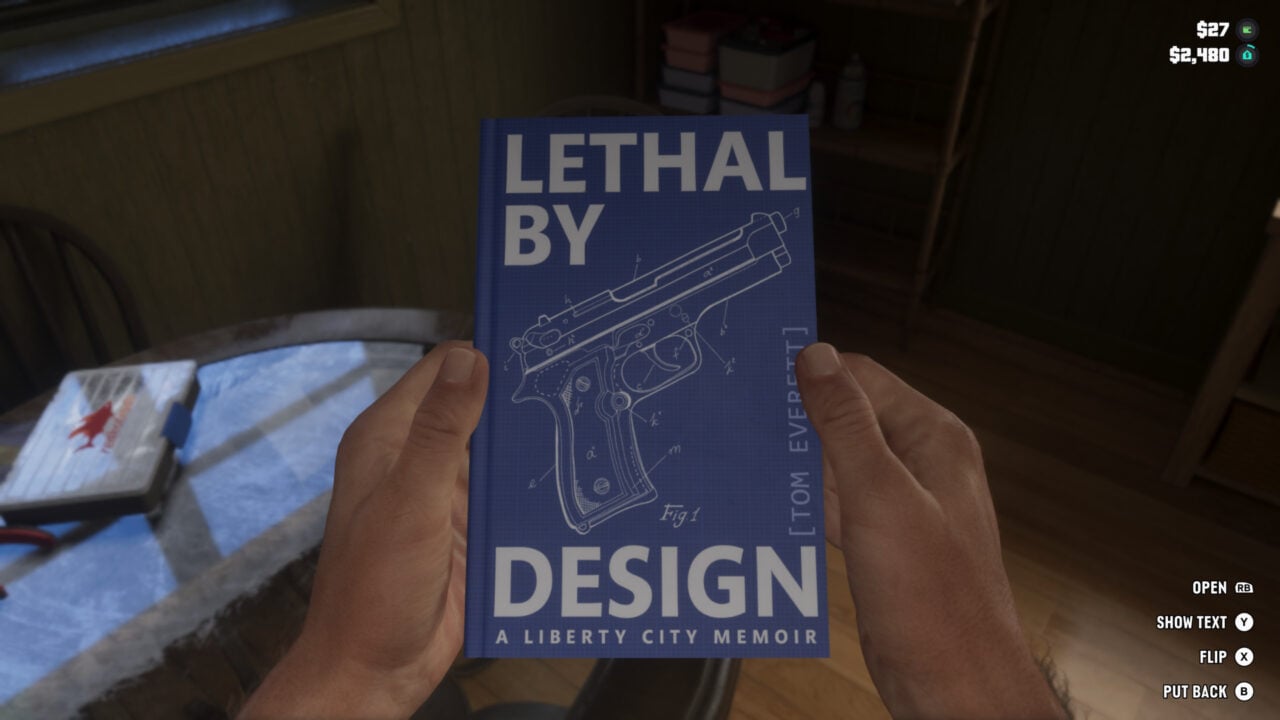 $27
$2,480
LETHAL
BY
[TOM EVERETT]
Fig.1
DESIGN
A LIBERTY CITY MEMOIR
OPEN RB
SHOW TEXT Y
FLIP X
PUT BACK B